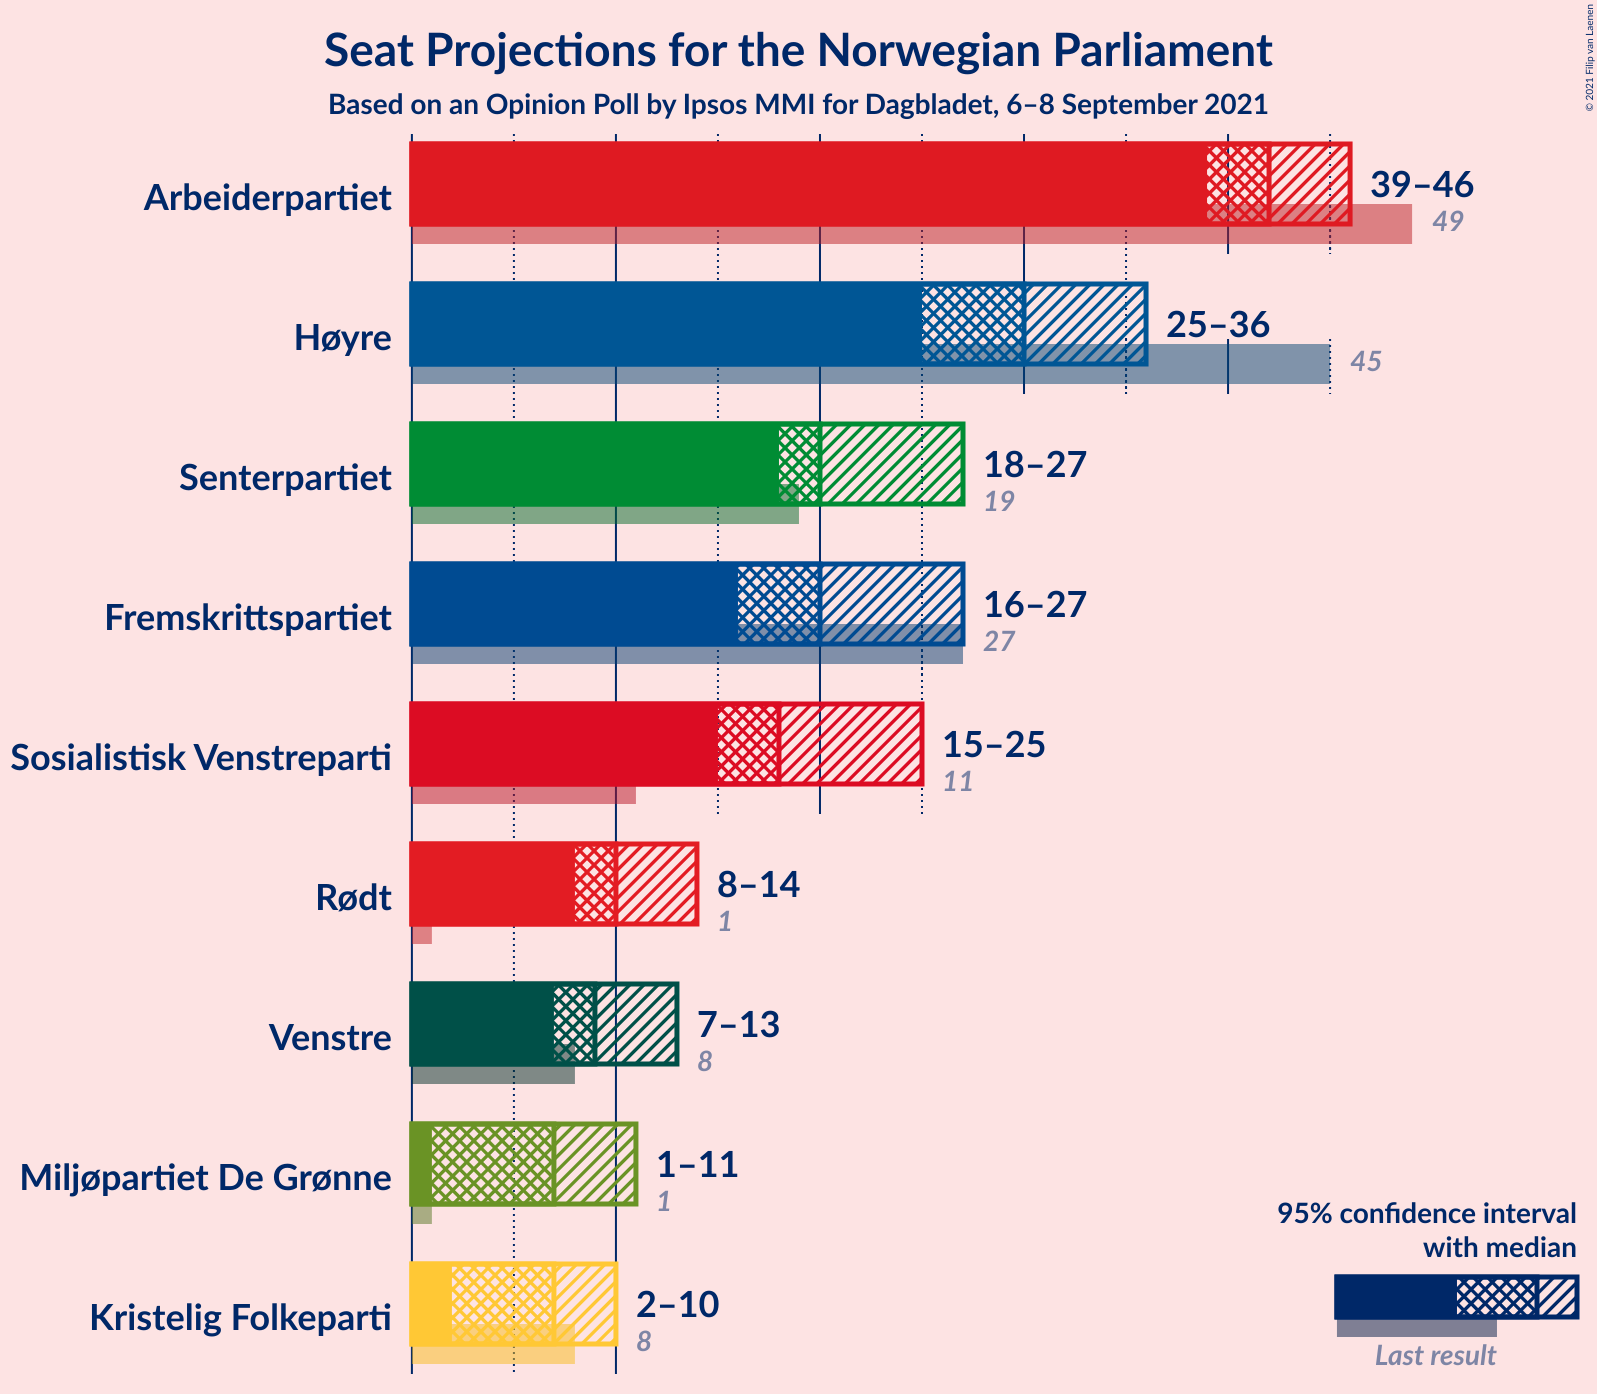 Seat Projections for the Norwegian Parliament
Based on an Opinion Poll by Ipsos MMI for Dagbladet, 6–8 September 2021
© 2021 Filip van Laenen
Arbeiderpartiet
39–46
49
Høyre
25–36
45
Senterpartiet
18–27
19
Fremskrittspartiet
16–27
27
Sosialistisk Venstreparti
15–25
11
Rødt
8–14
1
Venstre
7–13
8
Miljøpartiet De Grønne
1–11
1
Kristelig Folkeparti
2–10
8
95% confidence interval
with median
Last result